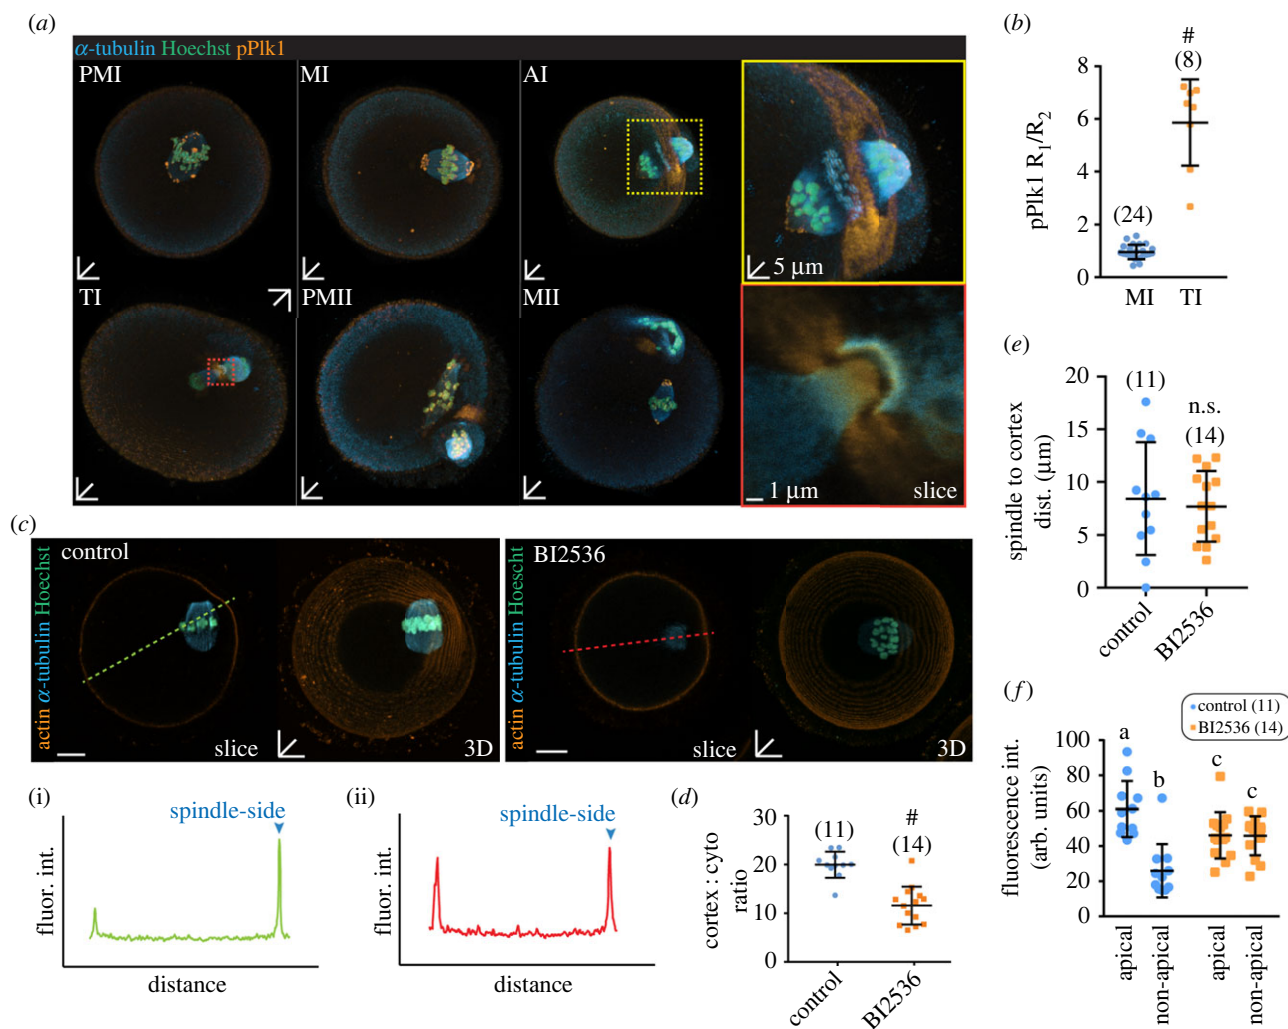 (a)
α-tubulin Hoechst pPlk1
PMI
MI
AI
5 µm
TI
PMII
MII
1 µm
slice
(b)
pPlk1 R1/R2
8
6
4
2
0
(24)
#
(8)
MI
TI
(c)
actin α-tubulin Hoechst
control
slice
3D
actin α-tubulin Hoescht
BI2536
slice
3D
(i)
fluor. int.
spindle-side
distance
(ii)
fluor. int.
spindle-side
distance
(d)
cortex : cyto
ratio
30
20
10
0
(11)
#
(14)
control
BI2536
(e)
spindle to cortex
dist. (µm)
20
15
10
5
0
(11)
n.s.
(14)
control
BI2536
(f)
control (11)
BI2536 (14)
fluorescence int.
(arb. units)
100
80
60
40
20
0
a
b
c
c
apical
non-apical
apical
non-apical